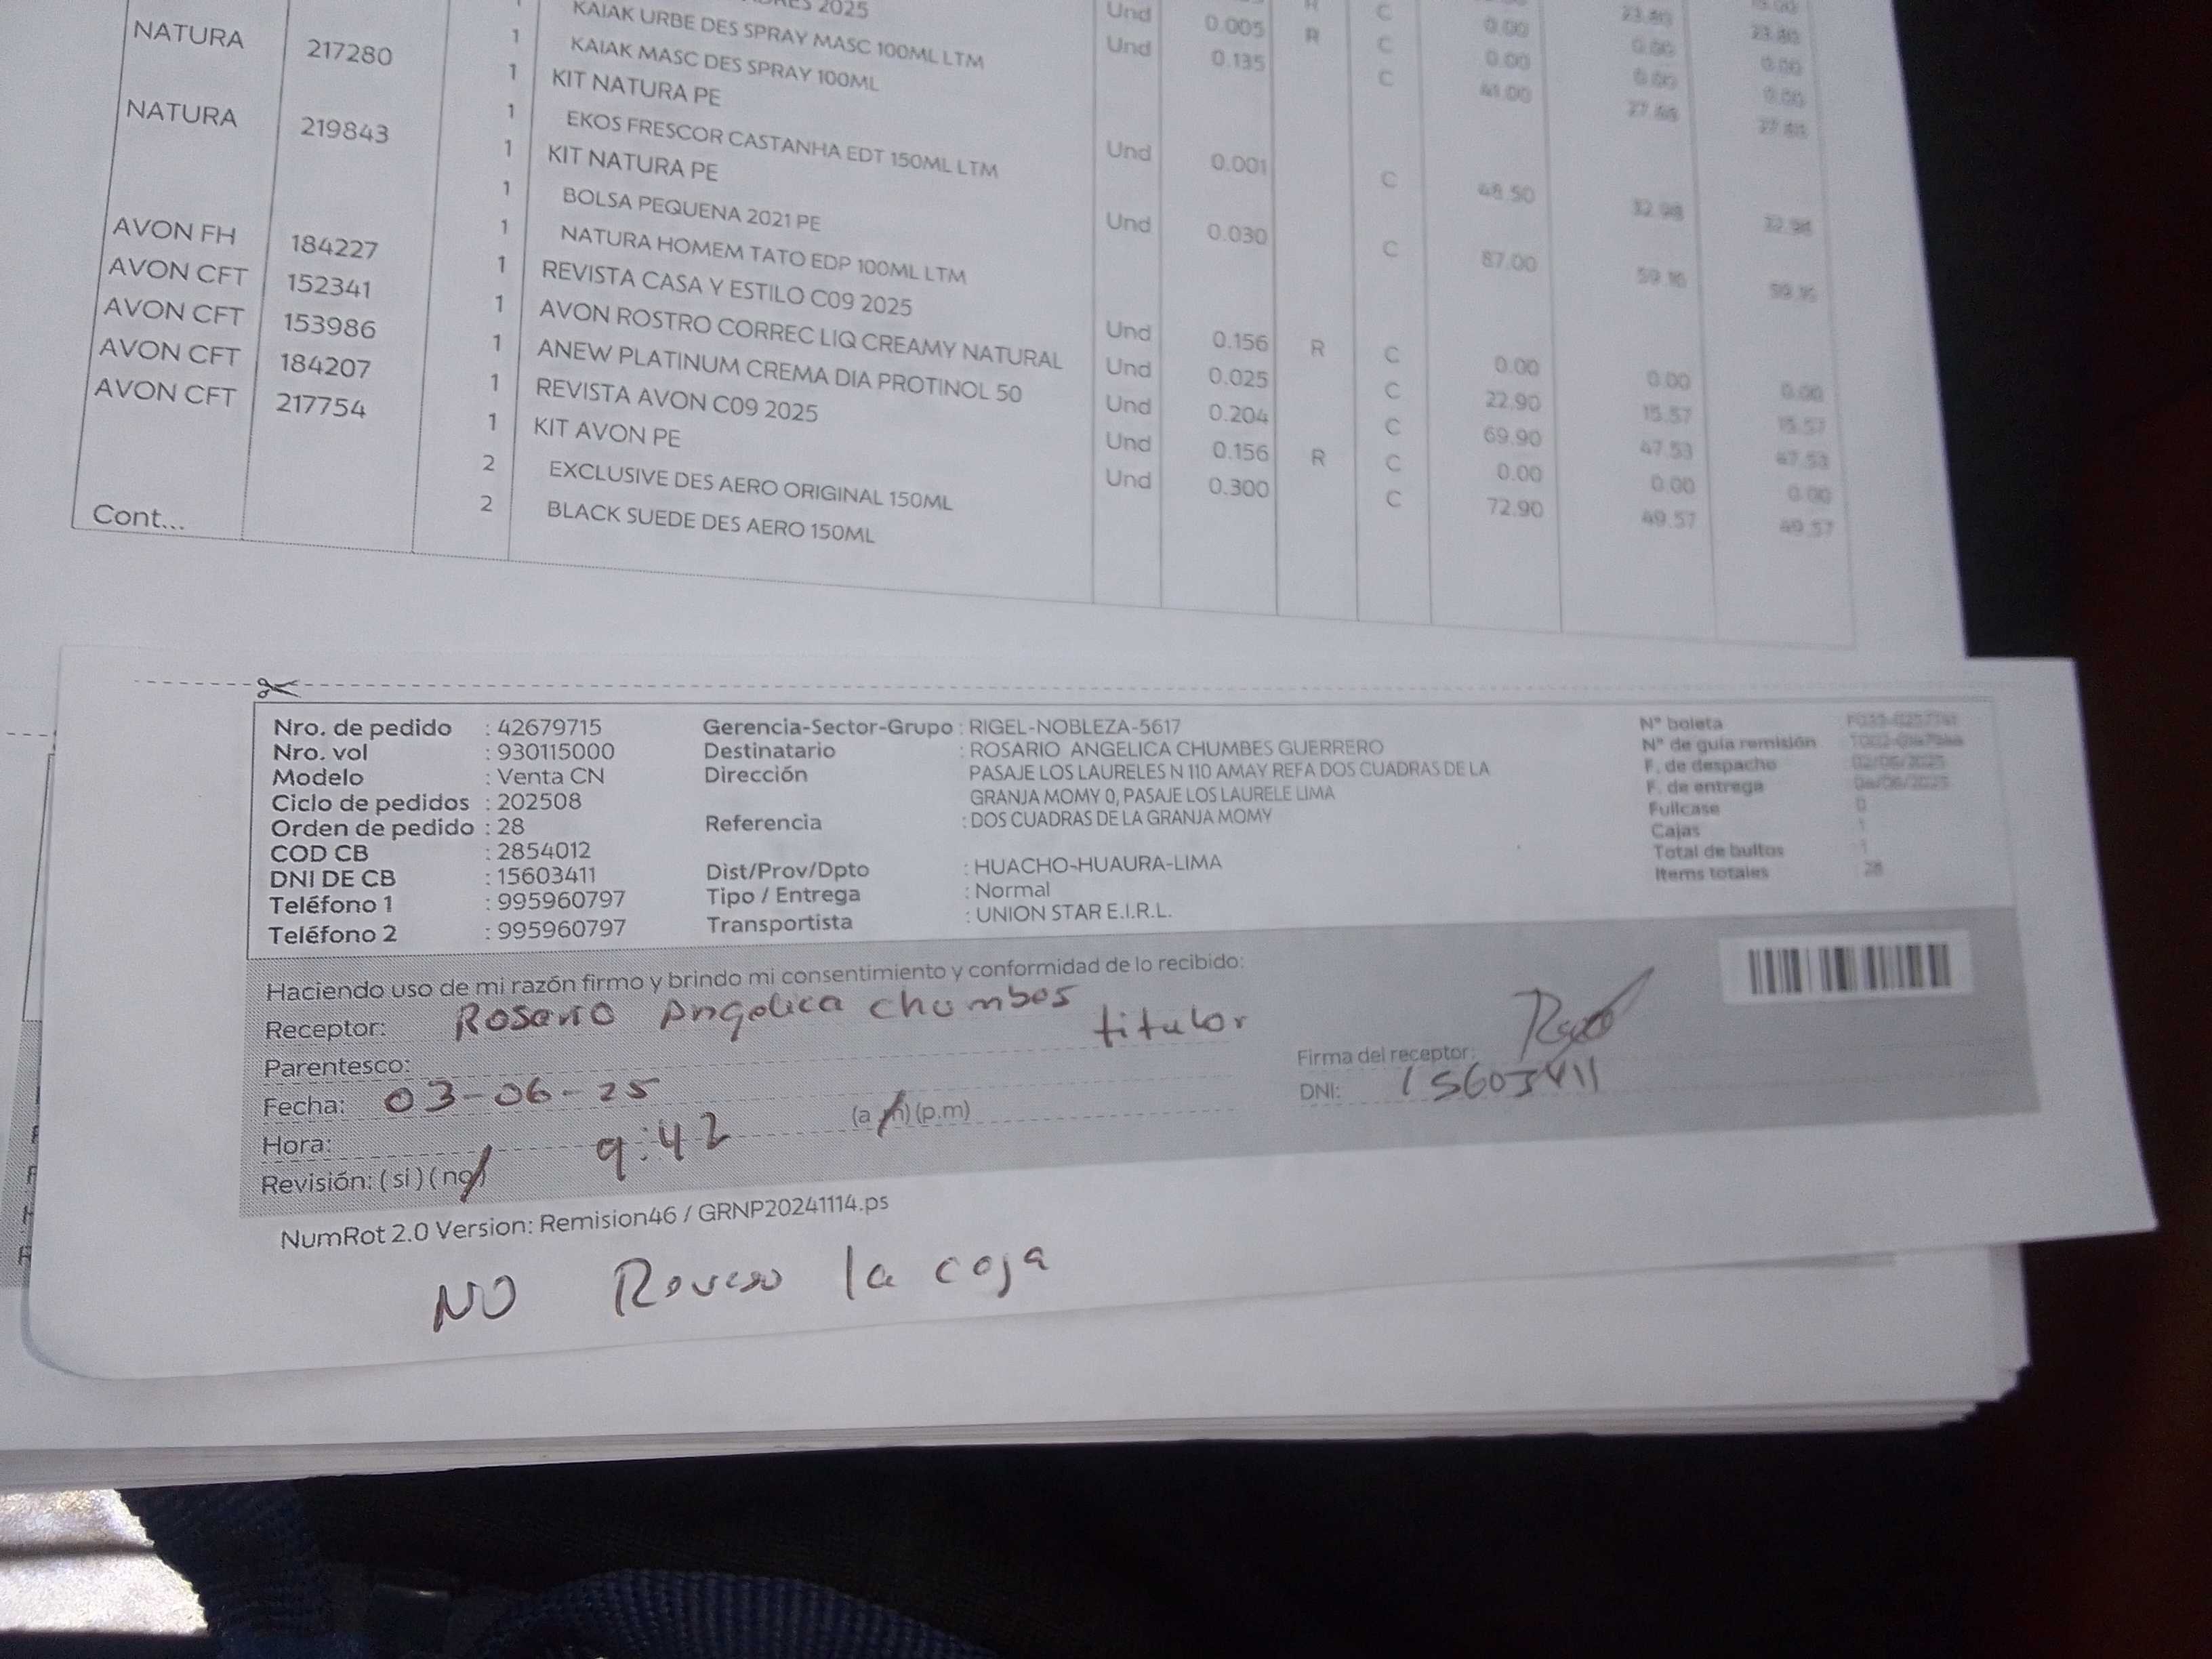 2025
KAIAK URBE DES SPRAY MASC 100ML LTM Und 0.005 R C 0.00
NATURA 217280 1 KAIAK MASC DES SPRAY 100ML Und 0.135 C 0.00
1 KIT NATURA PE C 41.00
1 EKOS FRESCOR CASTANHA EDT 150ML LTM Und 0.001
NATURA 219843 1 KIT NATURA PE C 48.50
1 BOLSA PEQUENA 2021 PE Und 0.030
1 NATURA HOMEM TATO EDP 100ML LTM C 87.00
AVON FH 184227 1 REVISTA CASA Y ESTILO C09 2025 Und 0.156 R C 0.00 0.00 0.00
AVON CFT 152341 1 AVON ROSTRO CORREC LIQ CREAMY NATURAL Und 0.025 C 22.90 15.57 15.57
AVON CFT 153986 1 ANEW PLATINUM CREMA DIA PROTINOL 50 Und 0.204 C 69.90 47.53 47.53
AVON CFT 184207 1 REVISTA AVON C09 2025 Und 0.156 R C 0.00 0.00 0.00
AVON CFT 217754 1 KIT AVON PE Und 0.300 C 72.90 49.57 49.57
2 EXCLUSIVE DES AERO ORIGINAL 150ML
2 BLACK SUEDE DES AERO 150ML
Cont...
Nro. de pedido : 42679715 Gerencia-Sector-Grupo : RIGEL-NOBLEZA-5617 Nº boleta
Nro. vol : 930115000 Destinatario : ROSARIO ANGELICA CHUMBES GUERRERO Nº de guía remisión
Modelo : Venta CN Dirección PASAJE LOS LAURELES N 110 AMAY REFA DOS CUADRAS DE LA F. de despacho 02/06/2025
Ciclo de pedidos : 202508 GRANJA MOMY 0, PASAJE LOS LAURELE LIMA F. de entrega
Orden de pedido : 28 Referencia : DOS CUADRAS DE LA GRANJA MOMY Fullcase 0
COD CB : 2854012 Cajas 1
DNI DE CB : 15603411 Dist/Prov/Dpto : HUACHO-HUAURA-LIMA Total de bultos 1
Teléfono 1 : 995960797 Tipo / Entrega : Normal Items totales 28
Teléfono 2 : 995960797 Transportista : UNION STAR E.I.R.L.
Haciendo uso de mi razón firmo y brindo mi consentimiento y conformidad de lo recibido:
Receptor: Rosario Angelica chumbes
Parentesco: titular
Firma del receptor:
Fecha: 03-06-25
DNI: 15603411
Hora: 9:42 (a.m) (p.m)
Revisión: (si) (no)
NumRot 2.0 Version: Remision46 / GRNP20241114.ps
NO Reviso la caja